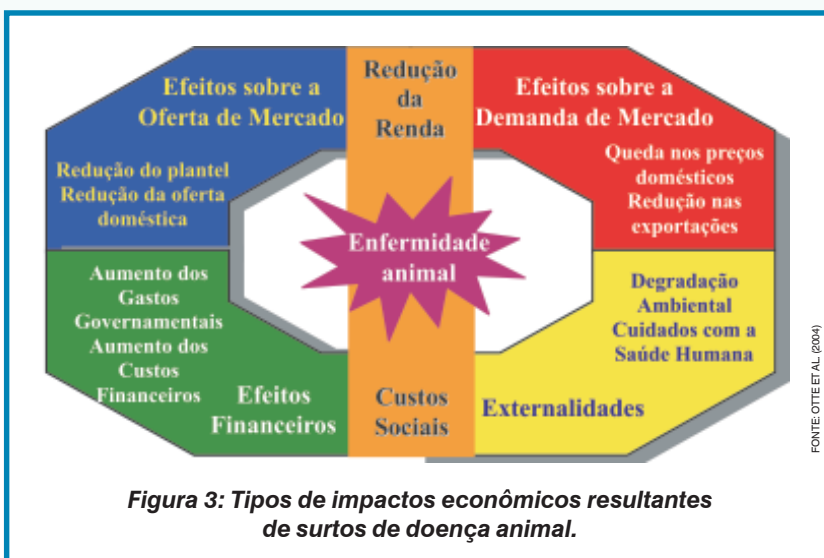 Efeitos sobre a
Oferta de Mercado
Redução do plantel
Redução da oferta
doméstica
Redução
da
Renda
Efeitos sobre a
Demanda de Mercado
Queda nos preços
domésticos
Redução nas
exportações
Enfermidade
animal
Aumento dos
Gastos
Governamentais
Aumento dos
Custos
Financeiros
Efeitos
Financeiros
Custos
Sociais
Degradação
Ambiental
Cuidados com a
Saúde Humana
Externalidades
FONTE: OTTE ET AL. (2004)
Figura 3: Tipos de impactos econômicos resultantes
de surtos de doença animal.